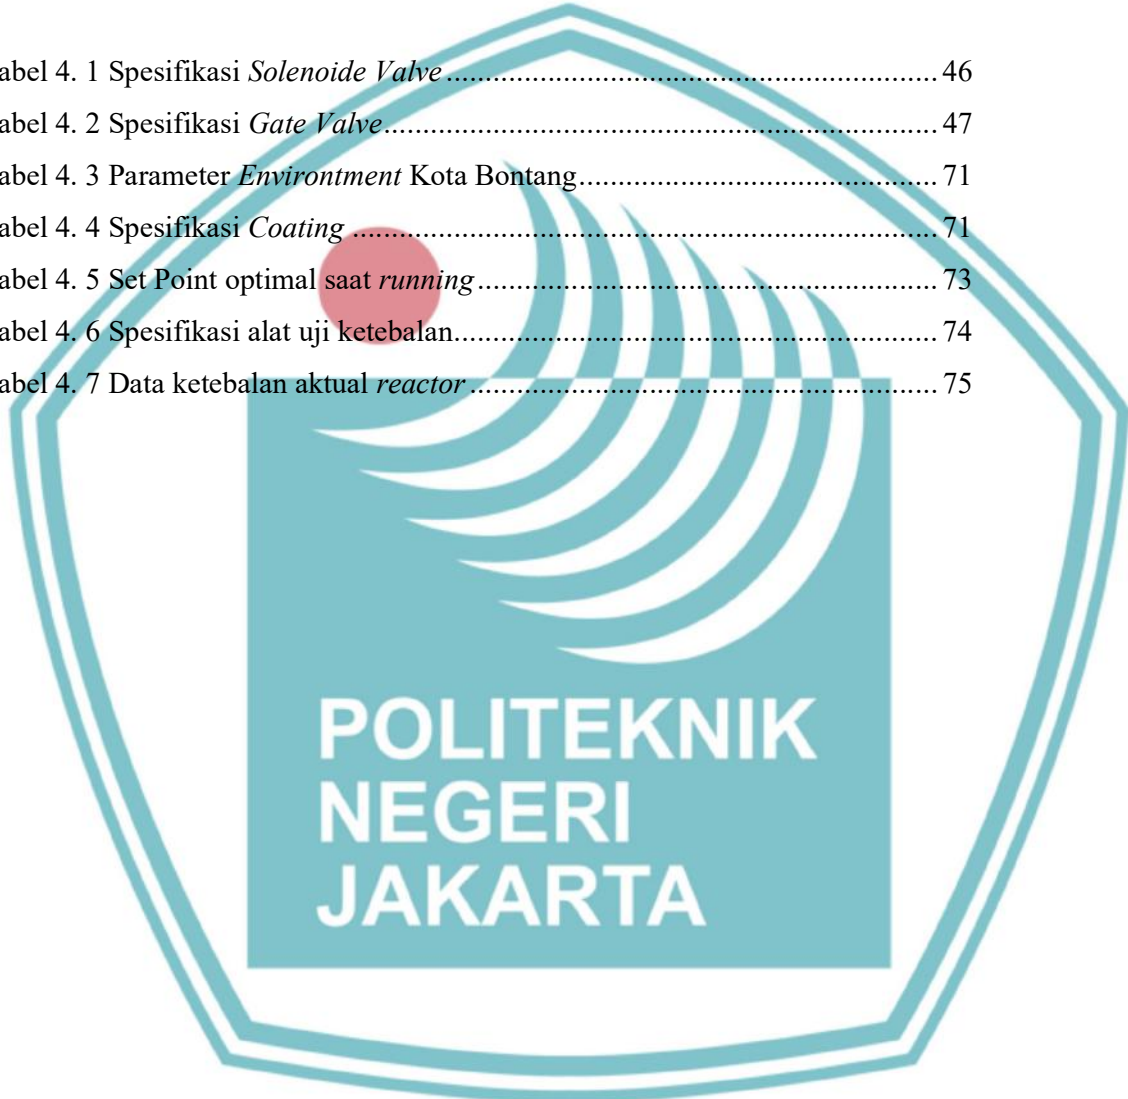 abel 4. 1 Spesifikasi Solenoide Valve.............................................................. 46
abel 4. 2 Spesifikasi Gate Valve...................................................................... 47
abel 4. 3 Parameter Environtment Kota Bontang............................................. 71
abel 4. 4 Spesifikasi Coating .......................................................................... 71
abel 4. 5 Set Point optimal saat running.......................................................... 73
abel 4. 6 Spesifikasi alat uji ketebalan............................................................. 74
abel 4. 7 Data ketebalan aktual reactor........................................................... 75
POLITEKNIK
NEGERI
JAKARTA